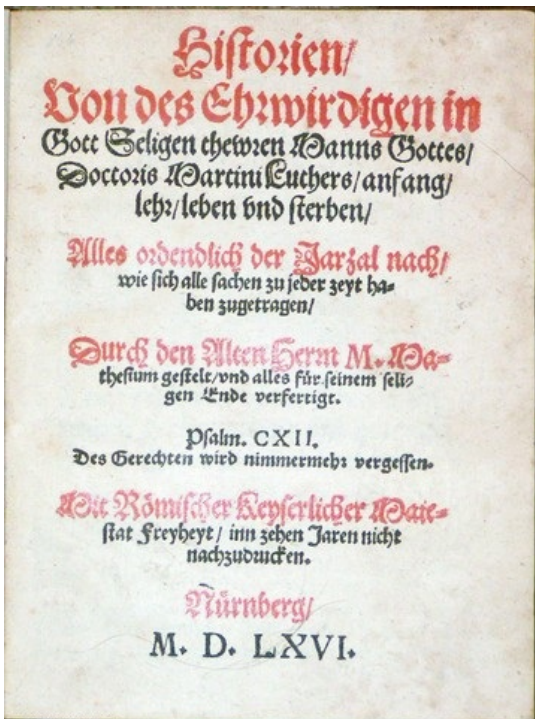 Historien/
Von des Ehrwirdigen in
Gott Seligen thewren Manns Gottes/
Doctoris Martini Luthers/ anfang/
lehr/ leben vnd sterben/
Alles ordendlich der Jarzal nach/
wie sich alle sachen zu jeder zeyt ha-
ben zugetragen/
Durch den Alten Herrn M. Ma-
thesium gestelt/ vnd alles für seinem seli-
gen Ende verfertigt.
Psalm. CXII.
Des Gerechten wird nimmermehr vergessen.
Mit Römischer Keyserlicher Maie-
stat Freyheyt/ inn zehen Jaren nicht
nachzudrucken.
Nürnberg/
M. D. LXVI.